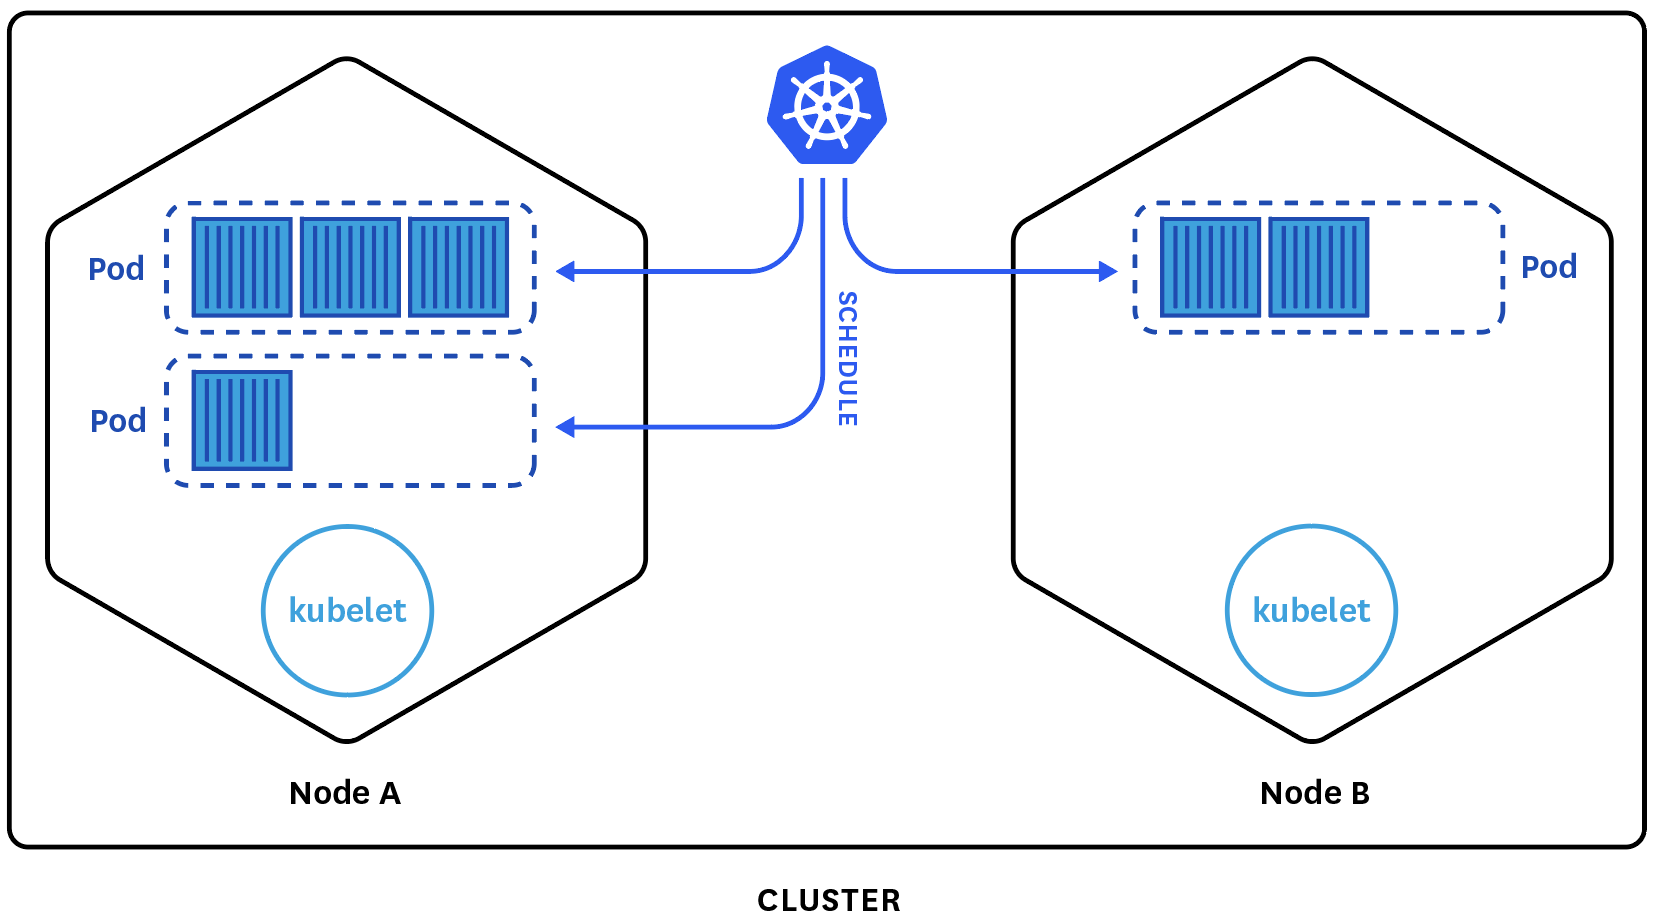 Pod
Pod
SCHEDULE
Pod
kubelet
kubelet
Node A
Node B
CLUSTER